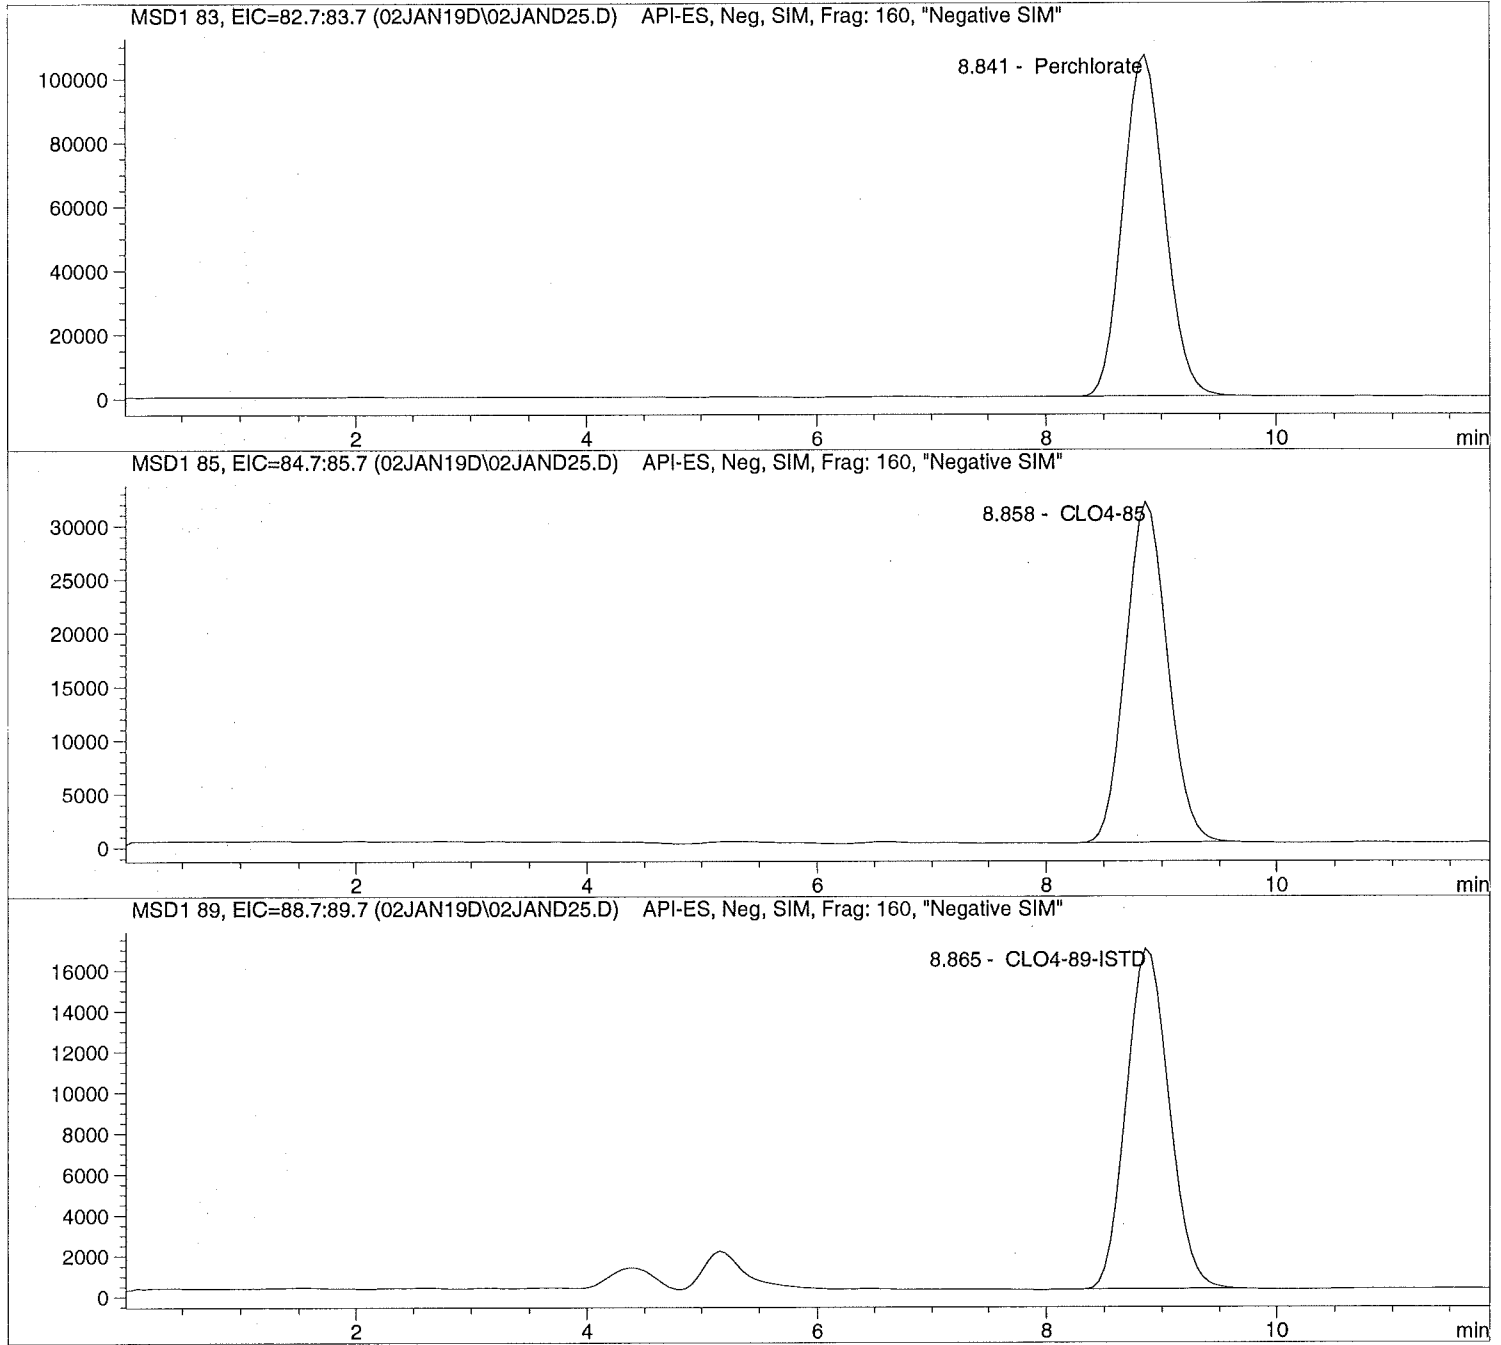 MSD1 83, EIC=82.7:83.7 (02JAN19D\02JAND25.D) API-ES, Neg, SIM, Frag: 160, "Negative SIM"
8.841 - Perchlorate
100000
80000
60000
40000
20000
0
2 4 6 8 10 min
MSD1 85, EIC=84.7:85.7 (02JAN19D\02JAND25.D) API-ES, Neg, SIM, Frag: 160, "Negative SIM"
8.858 - CLO4-85
30000
25000
20000
15000
10000
5000
0
2 4 6 8 10 min
MSD1 89, EIC=88.7:89.7 (02JAN19D\02JAND25.D) API-ES, Neg, SIM, Frag: 160, "Negative SIM"
8.865 - CLO4-89-ISTD
16000
14000
12000
10000
8000
6000
4000
2000
0
2 4 6 8 10 min